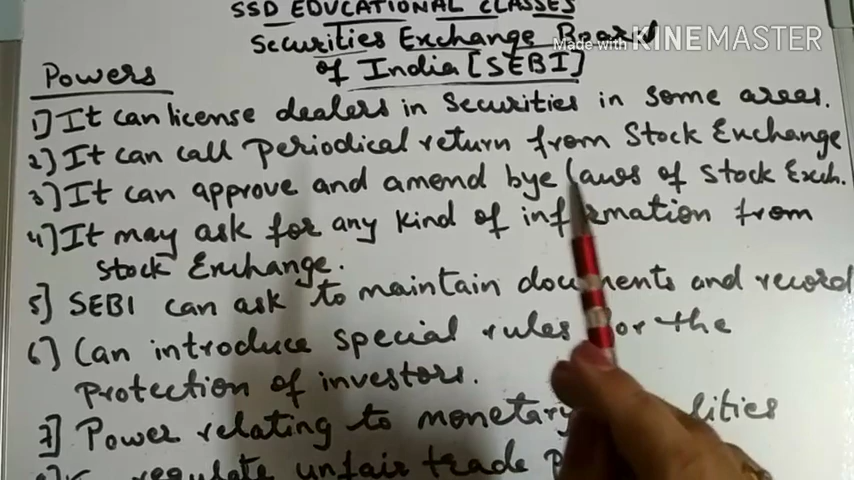 SSD EDUCATIONAL CLASSES
Securities Exchange Board
Made with KINEMASTER
of India [SEBI]
Powers
1] It can license dealers in securities in some areas.
2] It can call Periodical return from Stock Exchange
3] It can approve and amend bye laws of Stock Exch.
4] It may ask for any kind of information from
Stock Exchange.
5] SEBI can ask to maintain documents and record
6] Can introduce special rules for the
Protection of investors.
7] Power relating to monetary
unfair trade